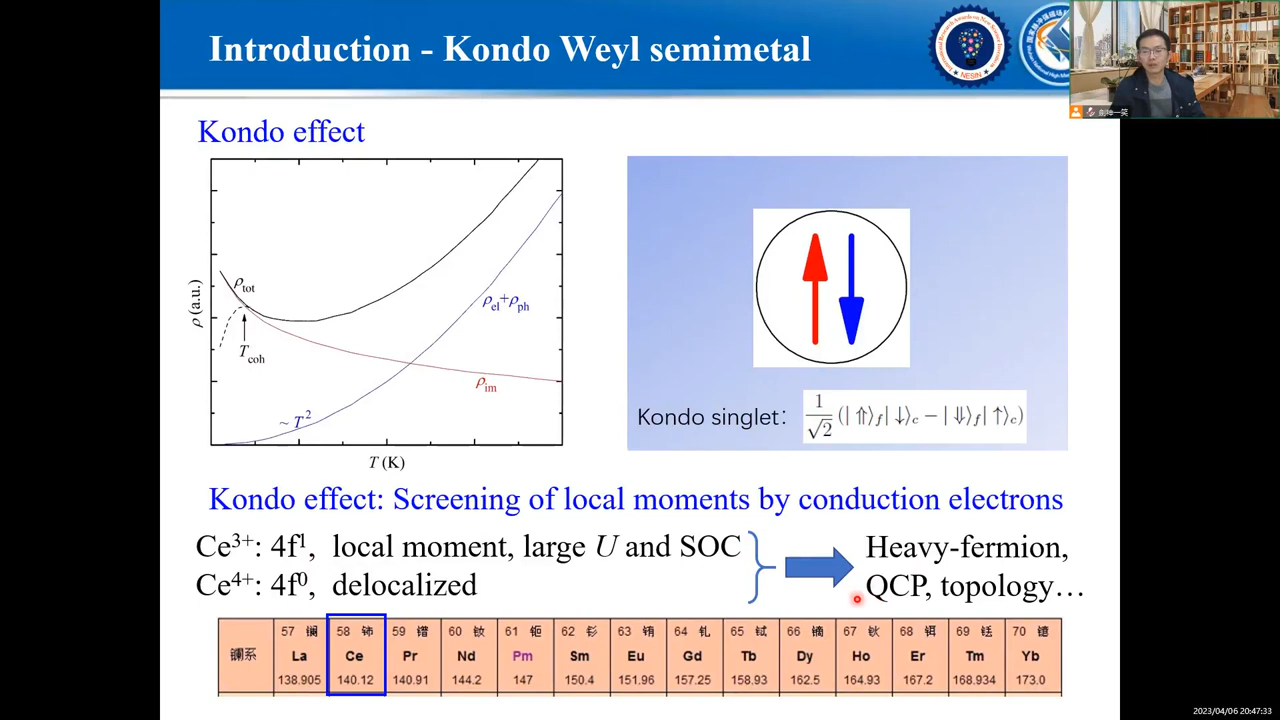 Introduction - Kondo Weyl semimetal
NESIN
Kondo effect
ρtot
ρel+ρph
Tcoh
ρim
~ T²
ρ (a.u.)
T (K)
Kondo singlet: 1/√2 (|⇑⟩f|↓⟩c − |⇓⟩f|↑⟩c)
Kondo effect: Screening of local moments by conduction electrons
Ce³⁺: 4f¹, local moment, large U and SOC
Ce⁴⁺: 4f⁰, delocalized
Heavy-fermion,
QCP, topology…
镧系
57 镧 58 铈 59 镨 60 钕 61 钷 62 钐 63 铕 64 钆 65 铽 66 镝 67 钬 68 铒 69 铥 70 镱
La Ce Pr Nd Pm Sm Eu Gd Tb Dy Ho Er Tm Yb
138.905 140.12 140.91 144.2 147 150.4 151.96 157.25 158.93 162.5 164.93 167.2 168.934 173.0
2023/04/06 20:47:33